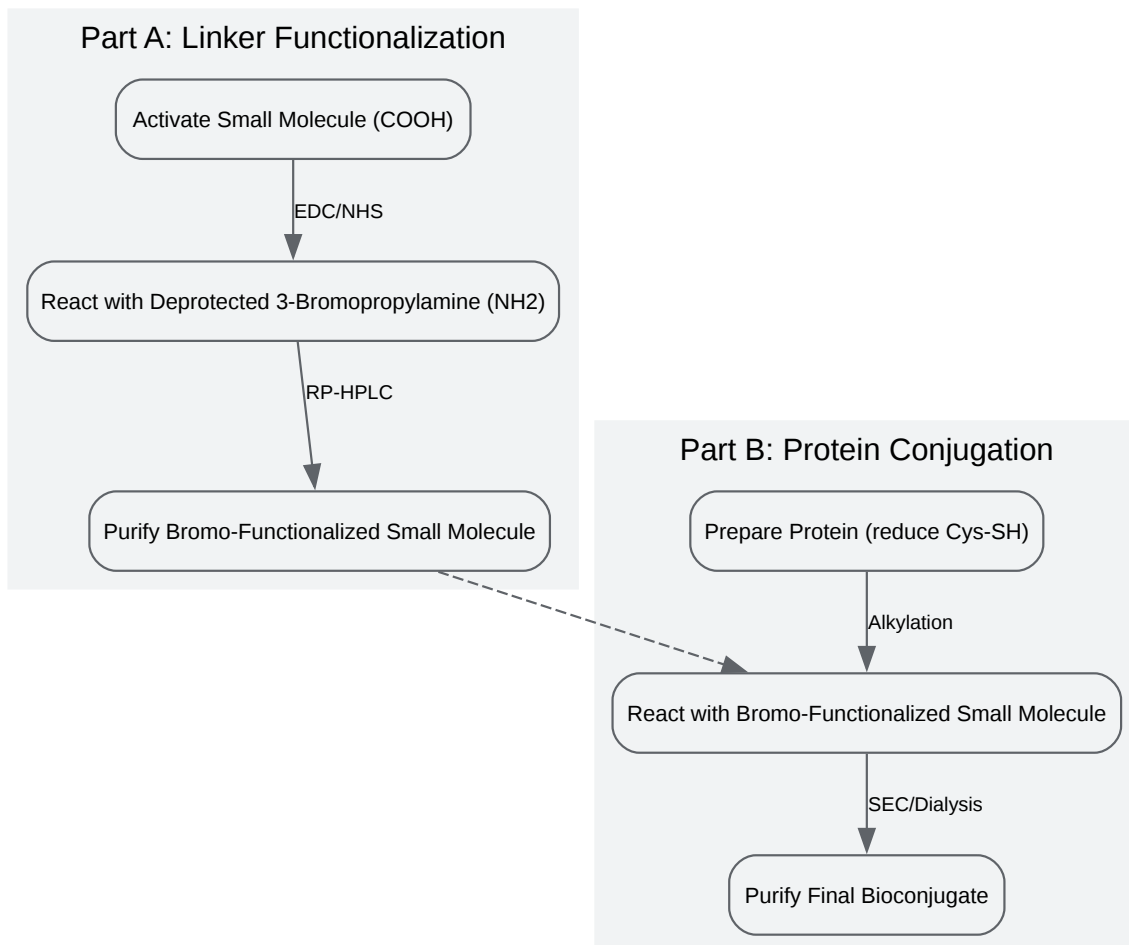 Part A: Linker Functionalization
Activate Small Molecule (COOH)
EDC/NHS
React with Deprotected 3-Bromopropylamine (NH2)
RP-HPLC
Purify Bromo-Functionalized Small Molecule
Part B: Protein Conjugation
Prepare Protein (reduce Cys-SH)
Alkylation
React with Bromo-Functionalized Small Molecule
SEC/Dialysis
Purify Final Bioconjugate